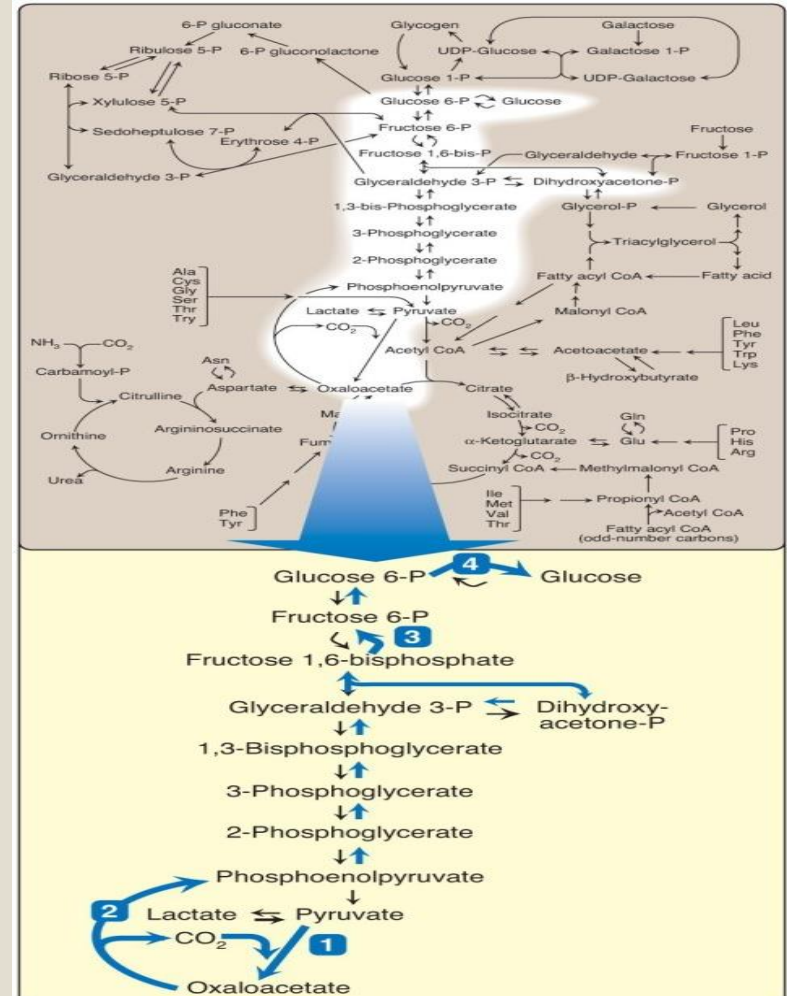 6-P gluconate
Glycogen
Galactose
Ribulose 5-P
6-P gluconolactone
UDP-Glucose
Galactose 1-P
Ribose 5-P
Glucose 1-P
UDP-Galactose
Xylulose 5-P
Glucose 6-P
Glucose
Sedoheptulose 7-P
Fructose 6-P
Fructose
Erythrose 4-P
Fructose 1,6-bis-P
Glyceraldehyde
Fructose 1-P
Glyceraldehyde 3-P
Glyceraldehyde 3-P
Dihydroxyacetone-P
1,3-bis-Phosphoglycerate
Glycerol-P
Glycerol
3-Phosphoglycerate
Triacylglycerol
2-Phosphoglycerate
Ala
Cys
Gly
Ser
Thr
Try
Fatty acyl CoA
Fatty acid
Phosphoenolpyruvate
Lactate
Pyruvate
Malonyl CoA
CO2
CO2
Leu
Phe
Tyr
Trp
Lys
NH3
CO2
Acetyl CoA
Acetoacetate
Carbamoyl-P
Asn
β-Hydroxybutyrate
Aspartate
Oxaloacetate
Citrate
Citrulline
Ma
Isocitrate
Gln
CO2
Ornithine
Argininosuccinate
Fum
α-Ketoglutarate
Glu
Pro
His
Arg
CO2
Arginine
Succinyl CoA
Methylmalonyl CoA
Urea
Ile
Met
Val
Thr
Propionyl CoA
Phe
Tyr
Acetyl CoA
Fatty acyl CoA
(odd-number carbons)
Glucose 6-P
4
Glucose
Fructose 6-P
3
Fructose 1,6-bisphosphate
Glyceraldehyde 3-P
Dihydroxy-
acetone-P
1,3-Bisphosphoglycerate
3-Phosphoglycerate
2-Phosphoglycerate
Phosphoenolpyruvate
2
Lactate
Pyruvate
CO2
1
Oxaloacetate